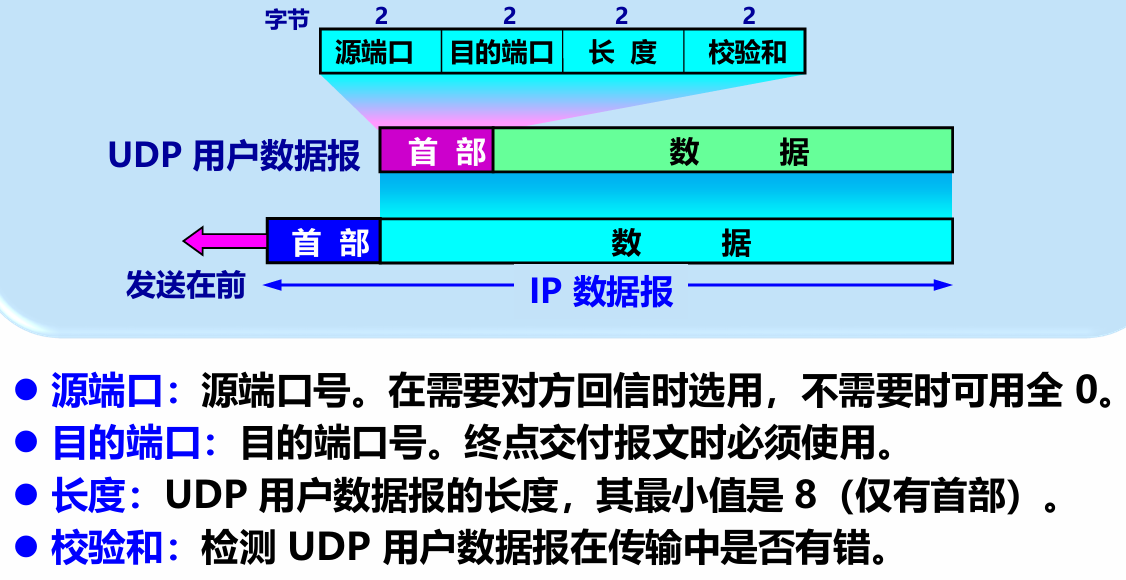 字节 2 2 2 2
源端口 目的端口 长 度 校验和
UDP 用户数据报 首 部 数 据
首 部 数 据
发送在前 IP 数据报
● 源端口：源端口号。在需要对方回信时选用，不需要时可用全 0。
● 目的端口：目的端口号。终点交付报文时必须使用。
● 长度：UDP 用户数据报的长度，其最小值是 8（仅有首部）。
● 校验和：检测 UDP 用户数据报在传输中是否有错。